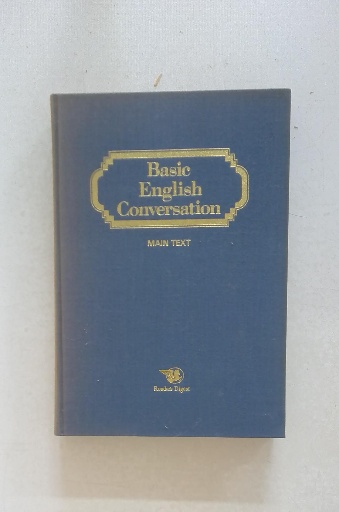 Basic
English
Conversation
MAIN TEXT
Reader's Digest